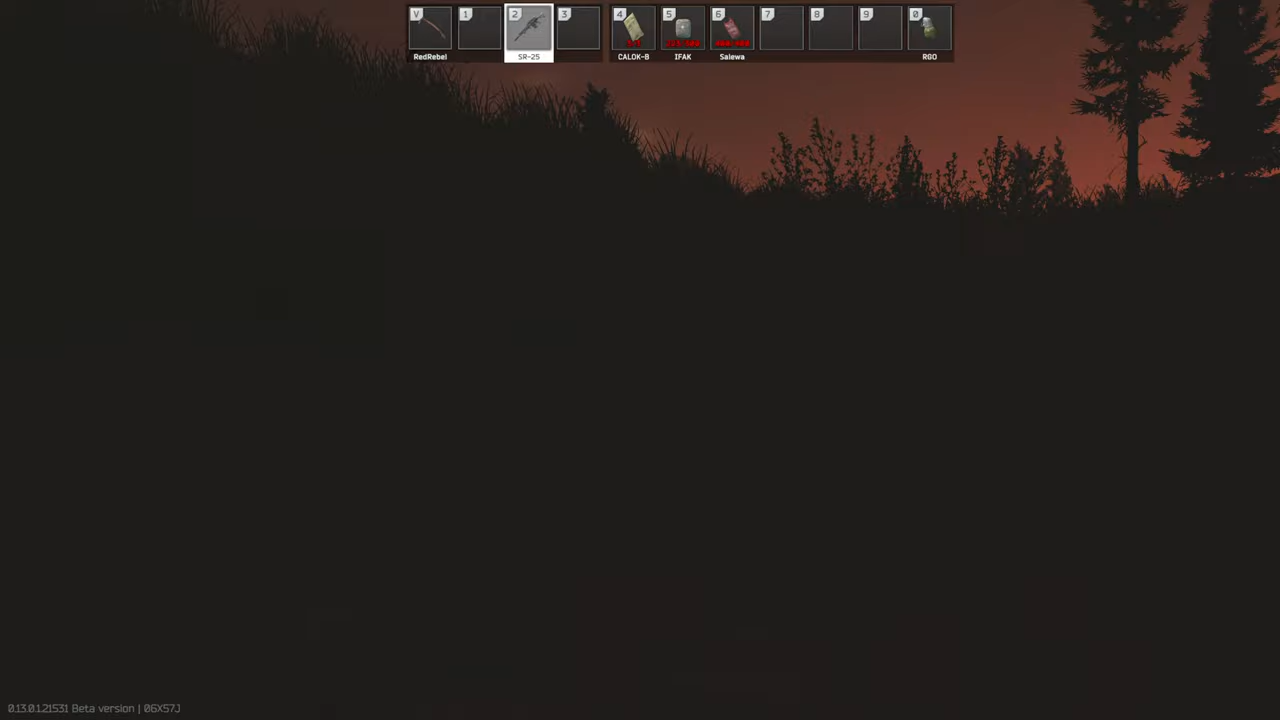 V 1 2 3 4 5 6 7 8 9 0
RedRebel SR-25 CALOK-B IFAK Salewa RGO
0.13.0.1.21531 Beta version | 06X57J